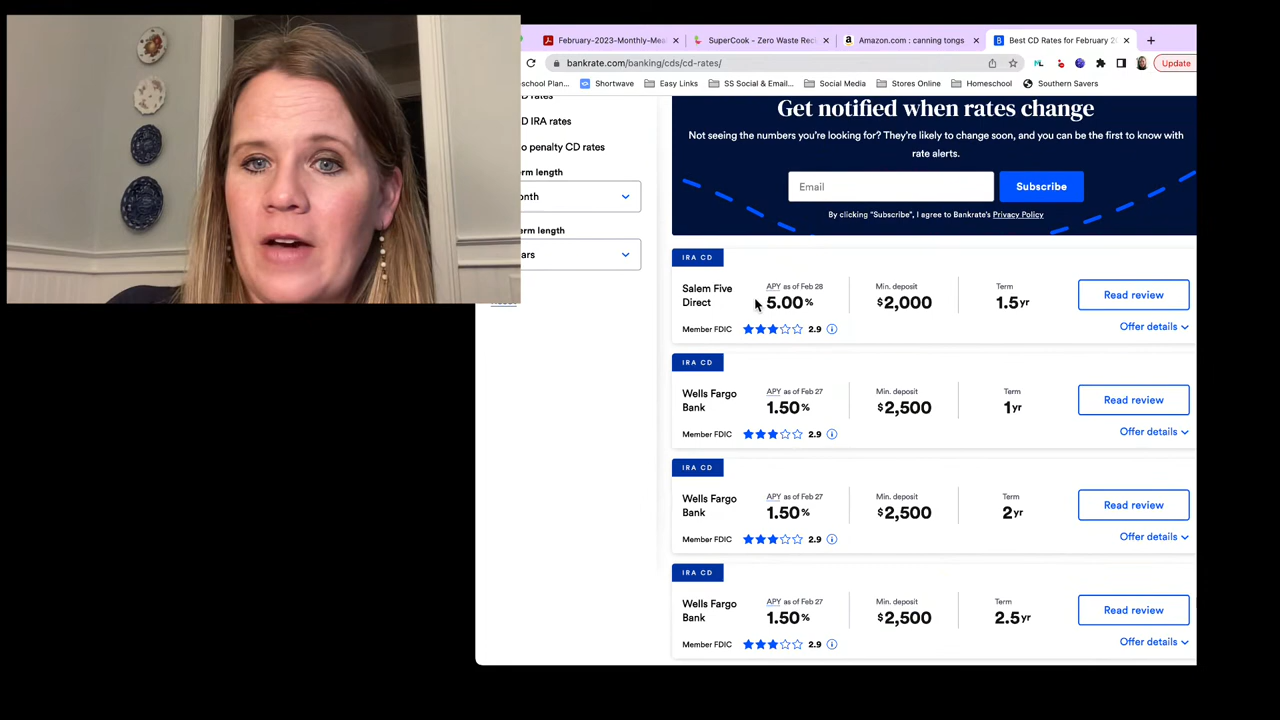 February-2023-Monthly-Mea
SuperCook - Zero Waste Reci
Amazon.com : canning tongs
Best CD Rates for February 2
bankrate.com/banking/cds/cd-rates/
Update
school Plan...
Shortwave
Easy Links
SS Social & Email...
Social Media
Stores Online
Homeschool
Southern Savers
D rates
D IRA rates
o penalty CD rates
erm length
onth
erm length
ars
Get notified when rates change
Not seeing the numbers you're looking for? They're likely to change soon, and you can be the first to know with
rate alerts.
Email
Subscribe
By clicking "Subscribe", I agree to Bankrate's Privacy Policy
IRA CD
Salem Five
Direct
APY as of Feb 28
5.00 %
Min. deposit
$2,000
Term
1.5yr
Read review
Member FDIC
2.9
Offer details
IRA CD
Wells Fargo
Bank
APY as of Feb 27
1.50 %
Min. deposit
$2,500
Term
1yr
Read review
Member FDIC
2.9
Offer details
IRA CD
Wells Fargo
Bank
APY as of Feb 27
1.50 %
Min. deposit
$2,500
Term
2yr
Read review
Member FDIC
2.9
Offer details
IRA CD
Wells Fargo
Bank
APY as of Feb 27
1.50 %
Min. deposit
$2,500
Term
2.5yr
Read review
Member FDIC
2.9
Offer details